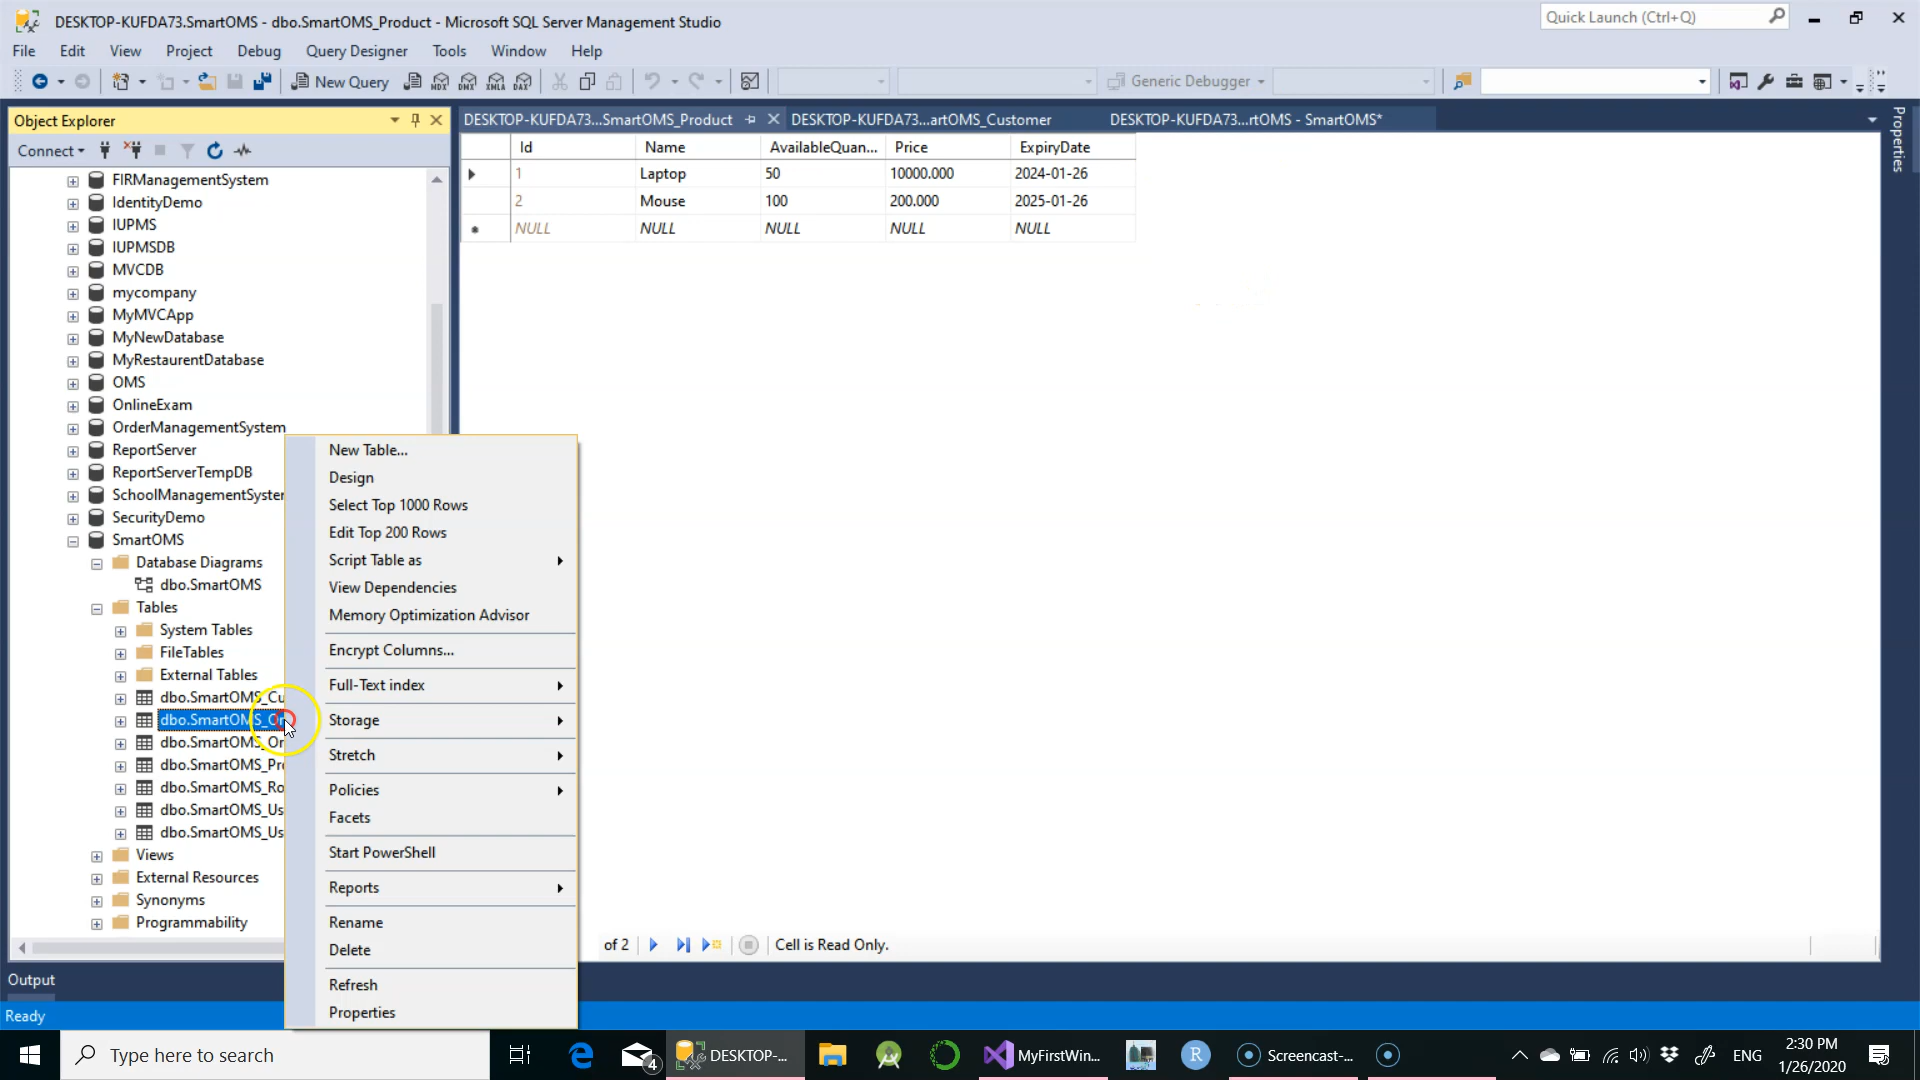 DESKTOP-KUFDA73.SmartOMS - dbo.SmartOMS_Product - Microsoft SQL Server Management Studio
Quick Launch (Ctrl+Q)
File Edit View Project Debug Query Designer Tools Window Help
New Query
MDX DMX XMLA DAX
Generic Debugger
Object Explorer
DESKTOP-KUFDA73...SmartOMS_Product
DESKTOP-KUFDA73...artOMS_Customer
DESKTOP-KUFDA73...rtOMS - SmartOMS*
Properties
Connect
Id Name AvailableQuan... Price ExpiryDate
1 Laptop 50 10000.000 2024-01-26
2 Mouse 100 200.000 2025-01-26
NULL NULL NULL NULL NULL
FIRManagementSystem
IdentityDemo
IUPMS
IUPMSDB
MVCDB
mycompany
MyMVCApp
MyNewDatabase
MyRestaurentDatabase
OMS
OnlineExam
OrderManagementSystem
ReportServer
ReportServerTempDB
SchoolManagementSyster
SecurityDemo
SmartOMS
Database Diagrams
dbo.SmartOMS
Tables
System Tables
FileTables
External Tables
dbo.SmartOMS_Cu
dbo.SmartOMS_Or
dbo.SmartOMS_Or
dbo.SmartOMS_Pr
dbo.SmartOMS_Ro
dbo.SmartOMS_Us
dbo.SmartOMS_Us
Views
External Resources
Synonyms
Programmability
New Table...
Design
Select Top 1000 Rows
Edit Top 200 Rows
Script Table as
View Dependencies
Memory Optimization Advisor
Encrypt Columns...
Full-Text index
Storage
Stretch
Policies
Facets
Start PowerShell
Reports
Rename
Delete
Refresh
Properties
of 2
Cell is Read Only.
Output
Ready
Type here to search
4
DESKTOP-...
MyFirstWin...
R
Screencast-...
ENG
2:30 PM
1/26/2020